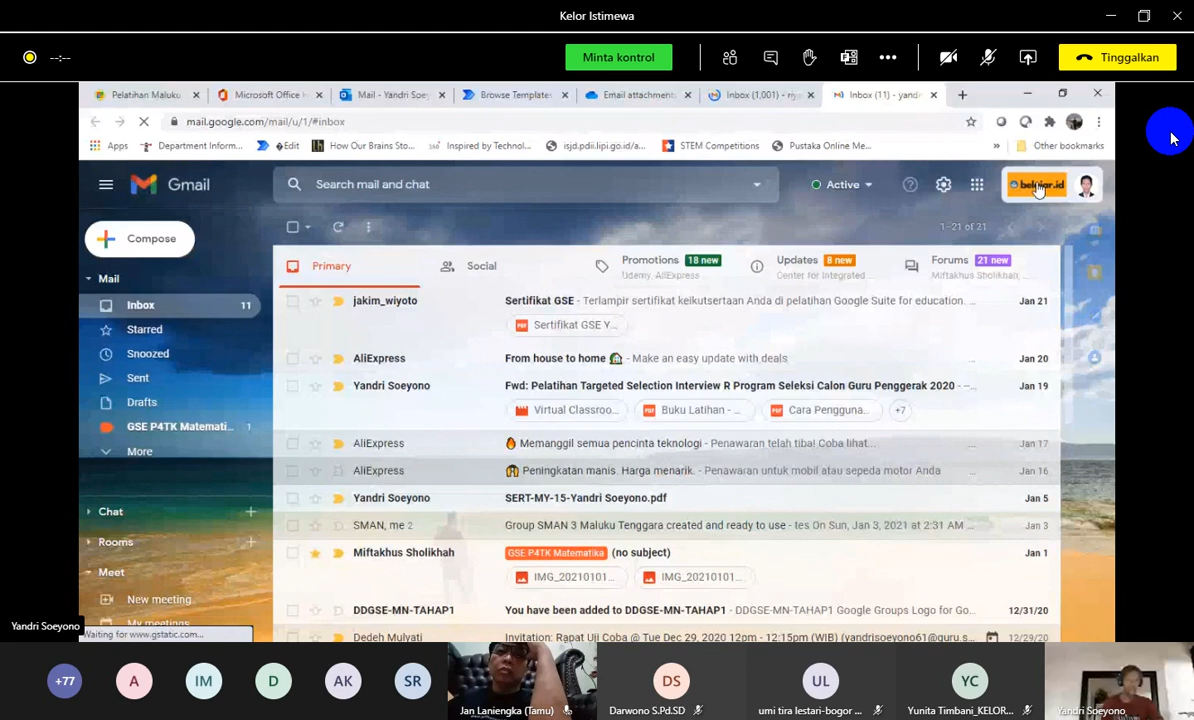 Kelor Istimewa
--:--
Minta kontrol
Tinggalkan
Pelatihan Maluku
Microsoft Office H
Mail - Yandri Soey
Browse Templates
Email attachment
Inbox (1,001) - riy
Inbox (11) - yandr
mail.google.com/mail/u/1/#inbox
Apps
Department Inform...
Edit
How Our Brains Sto...
Inspired by Technol...
isjd.pdii.lipi.go.id/a...
STEM Competitions
Pustaka Online Me...
»
Other bookmarks
Gmail
Search mail and chat
Active
belajar.id
Compose
1–21 of 21
Mail
Inbox 11
Starred
Snoozed
Sent
Drafts
GSE P4TK Matemati... 1
More
Chat
Rooms
Meet
New meeting
My meetings
Primary
Social
Promotions 18 new
Udemy, AliExpress
Updates 8 new
Center for Integrated
Forums 21 new
Miftakhus Sholikhah,
jakim_wiyoto Sertifikat GSE - Terlampir sertifikat keikutsertaan Anda di pelatihan Google Suite for education. ... Jan 21
PDF Sertifikat GSE Y...
AliExpress From house to home - Make an easy update with deals ... Jan 20
Yandri Soeyono Fwd: Pelatihan Targeted Selection Interview R Program Seleksi Calon Guru Penggerak 2020 - ... Jan 19
Virtual Classroo...
PDF Buku Latihan - ...
PDF Cara Pengguna...
+7
AliExpress Memanggil semua pencinta teknologi - Penawaran telah tiba! Coba lihat... ... Jan 17
AliExpress Peningkatan manis. Harga menarik. - Penawaran untuk mobil atau sepeda motor Anda ... Jan 16
Yandri Soeyono SERT-MY-15-Yandri Soeyono.pdf Jan 5
SMAN, me 2 Group SMAN 3 Maluku Tenggara created and ready to use - tes On Sun, Jan 3, 2021 at 2:31 AM ... Jan 3
Miftakhus Sholikhah GSE P4TK Matematika (no subject) Jan 1
IMG_20210101...
IMG_20210101...
DDGSE-MN-TAHAP1 You have been added to DDGSE-MN-TAHAP1 - DDGSE-MN-TAHAP1 Google Groups Logo for Go... 12/31/20
Dedeh Mulyati Invitation: Rapat Uji Coba @ Tue Dec 29, 2020 12pm - 12:15pm (WIB) (yandrisoeyono61@guru.s... 12/29/20
Yandri Soeyono
Waiting for www.gstatic.com...
+77
A
IM
D
AK
SR
Jan Laniengka (Tamu)
DS
Darwono S.Pd.SD
UL
umi tira lestari-bogor ...
YC
Yunita Timbani_KELOR...
Yandri Soeyono